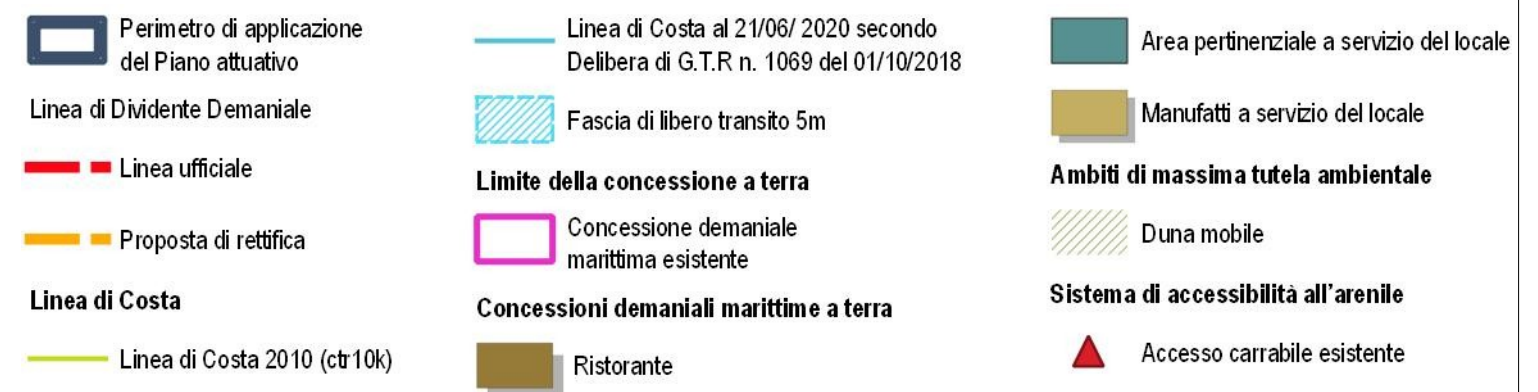 Perimetro di applicazione
del Piano attuativo
Linea di Dividente Demaniale
Linea ufficiale
Proposta di rettifica
Linea di Costa
Linea di Costa 2010 (ctr10k)
Linea di Costa al 21/06/ 2020 secondo
Delibera di G.T.R n. 1069 del 01/10/2018
Fascia di libero transito 5m
Limite della concessione a terra
Concessione demaniale
marittima esistente
Concessioni demaniali marittime a terra
Ristorante
Area pertinenziale a servizio del locale
Manufatti a servizio del locale
Ambiti di massima tutela ambientale
Duna mobile
Sistema di accessibilità all'arenile
Accesso carrabile esistente